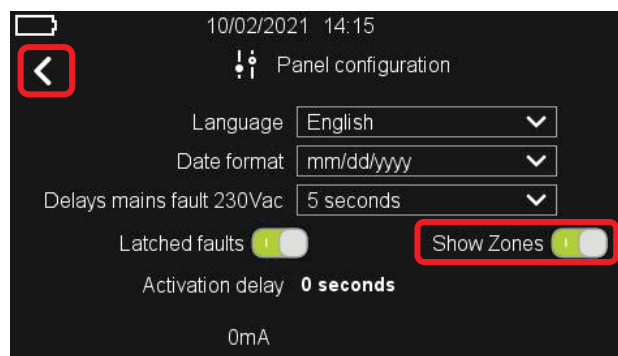 10/02/2021 14:15
Panel configuration
Language English
Date format mm/dd/yyyy
Delays mains fault 230Vac 5 seconds
Latched faults Show Zones
Activation delay 0 seconds
0mA